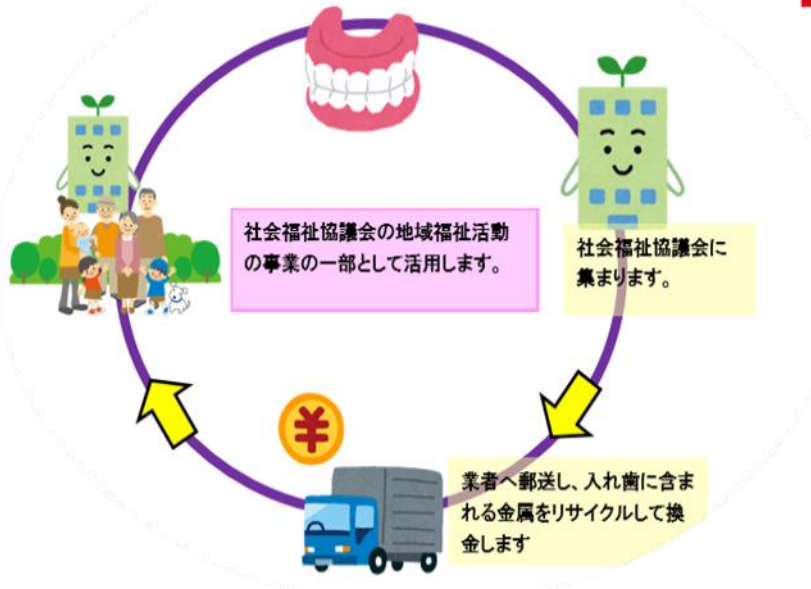 社会福祉協議会の地域福祉活動
の事業の一部として活用します。
社会福祉協議会に
集まります。
¥
業者へ郵送し、入れ歯に含ま
れる金属をリサイクルして換
金します